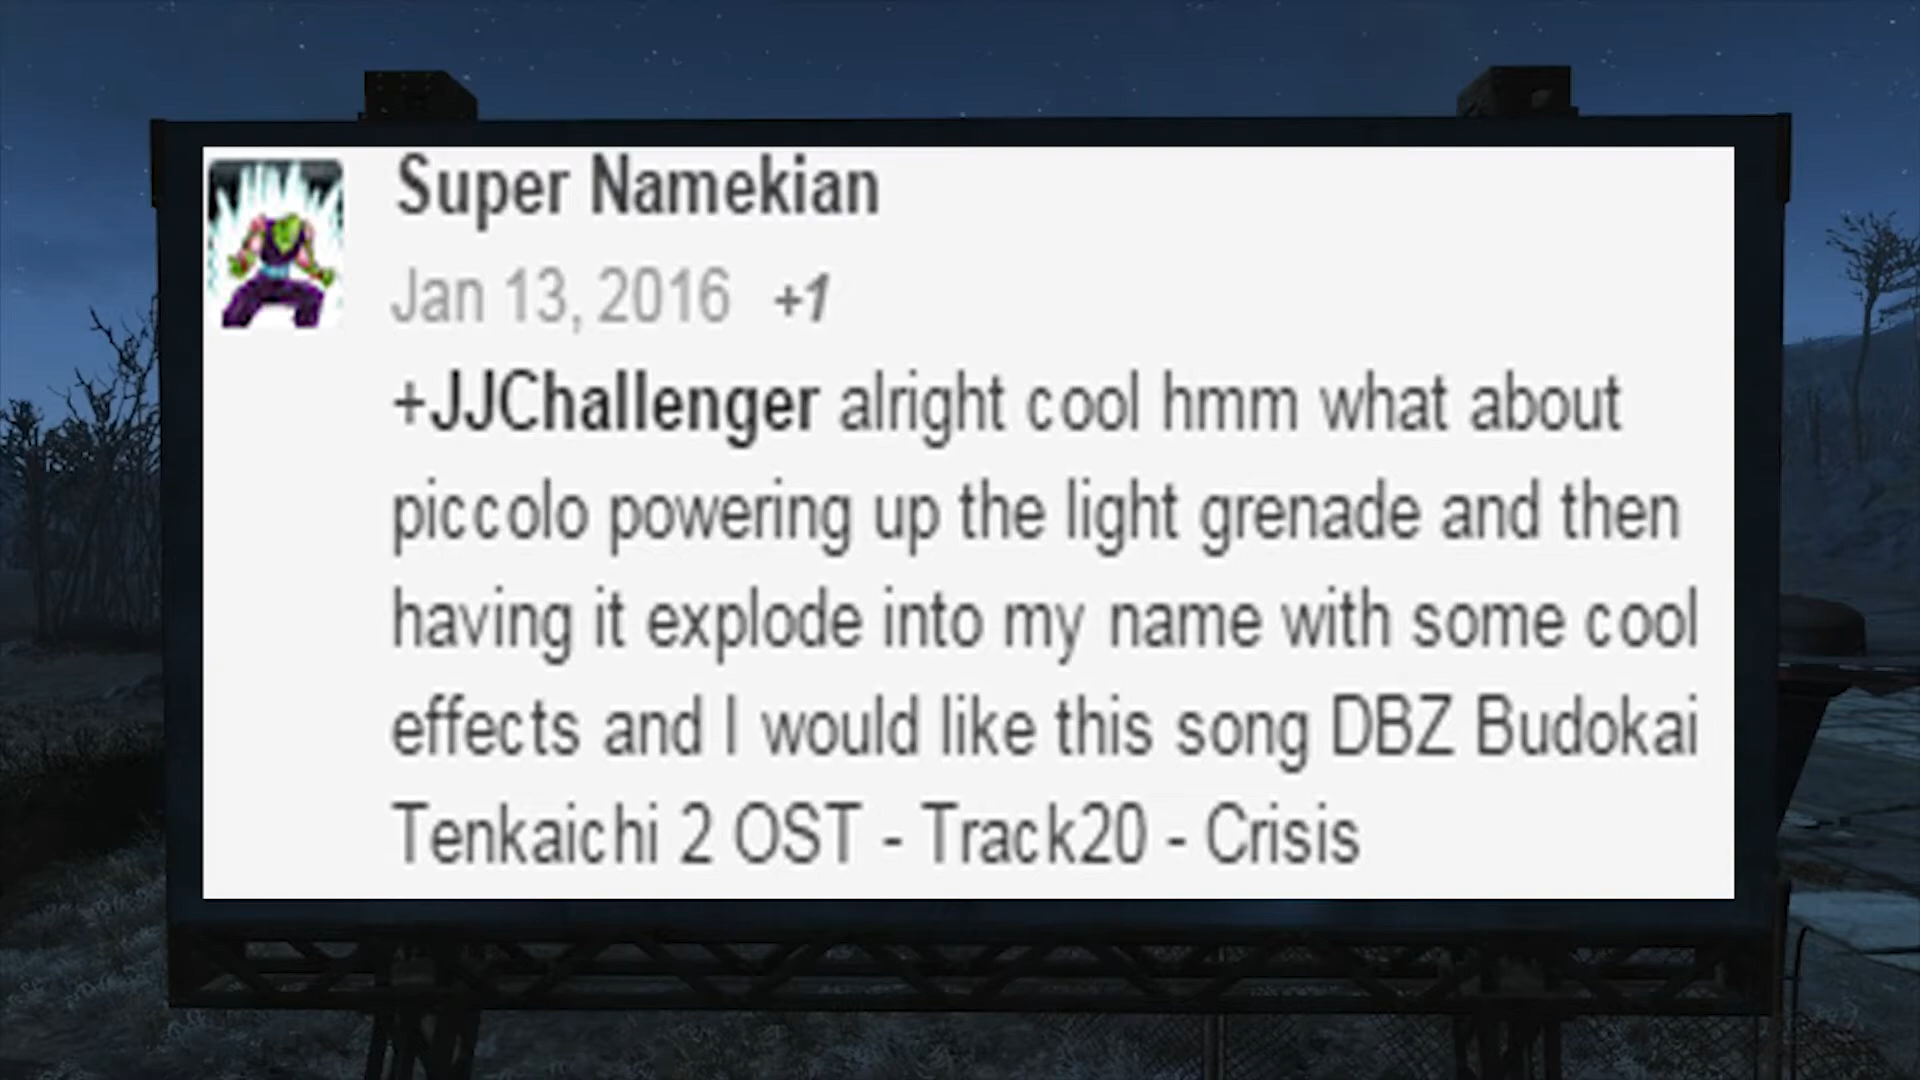 Super Namekian
Jan 13, 2016 +1
+JJChallenger alright cool hmm what about
piccolo powering up the light grenade and then
having it explode into my name with some cool
effects and I would like this song DBZ Budokai
Tenkaichi 2 OST - Track20 - Crisis